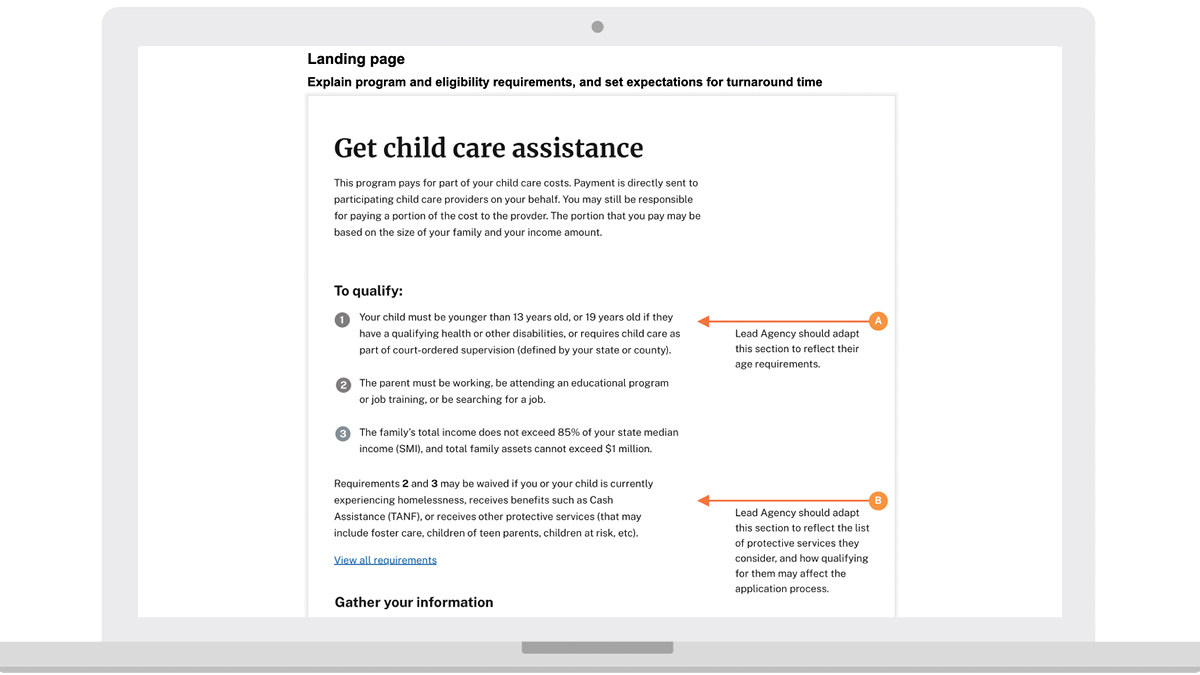 Landing page
Explain program and eligibility requirements, and set expectations for turnaround time
Get child care assistance
This program pays for part of your child care costs. Payment is directly sent to
participating child care providers on your behalf. You may still be responsible
for paying a portion of the cost to the provder. The portion that you pay may be
based on the size of your family and your income amount.
To qualify:
1 Your child must be younger than 13 years old, or 19 years old if they
have a qualifying health or other disabilities, or requires child care as
part of court-ordered supervision (defined by your state or county).
A
Lead Agency should adapt
this section to reflect their
age requirements.
2 The parent must be working, be attending an educational program
or job training, or be searching for a job.
3 The family's total income does not exceed 85% of your state median
income (SMI), and total family assets cannot exceed $1 million.
Requirements 2 and 3 may be waived if you or your child is currently
experiencing homelessness, receives benefits such as Cash
Assistance (TANF), or receives other protective services (that may
include foster care, children of teen parents, children at risk, etc).
B
Lead Agency should adapt
this section to reflect the list
of protective services they
consider, and how qualifying
for them may affect the
application process.
View all requirements
Gather your information